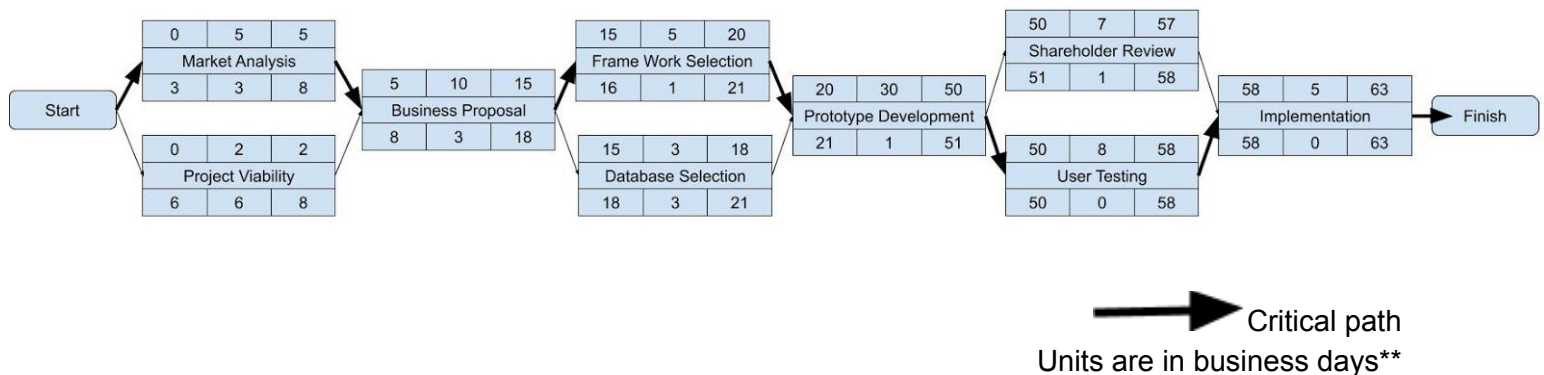 Start
0 5 5
Market Analysis
3 3 8
0 2 2
Project Viability
6 6 8
5 10 15
Business Proposal
8 3 18
15 5 20
Frame Work Selection
16 1 21
15 3 18
Database Selection
18 3 21
20 30 50
Prototype Development
21 1 51
50 7 57
Shareholder Review
51 1 58
50 8 58
User Testing
50 0 58
58 5 63
Implementation
58 0 63
Finish
Critical path
Units are in business days**